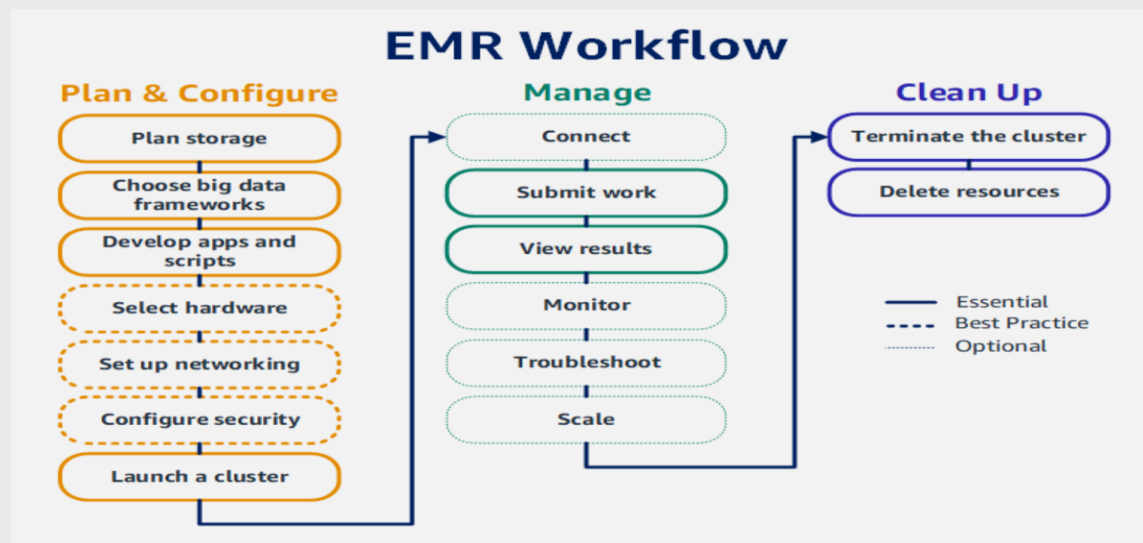 EMR Workflow
Plan & Configure
Plan storage
Choose big data
frameworks
Develop apps and
scripts
Select hardware
Set up networking
Configure security
Launch a cluster
Manage
Connect
Submit work
View results
Monitor
Troubleshoot
Scale
Clean Up
Terminate the cluster
Delete resources
Essential
Best Practice
Optional